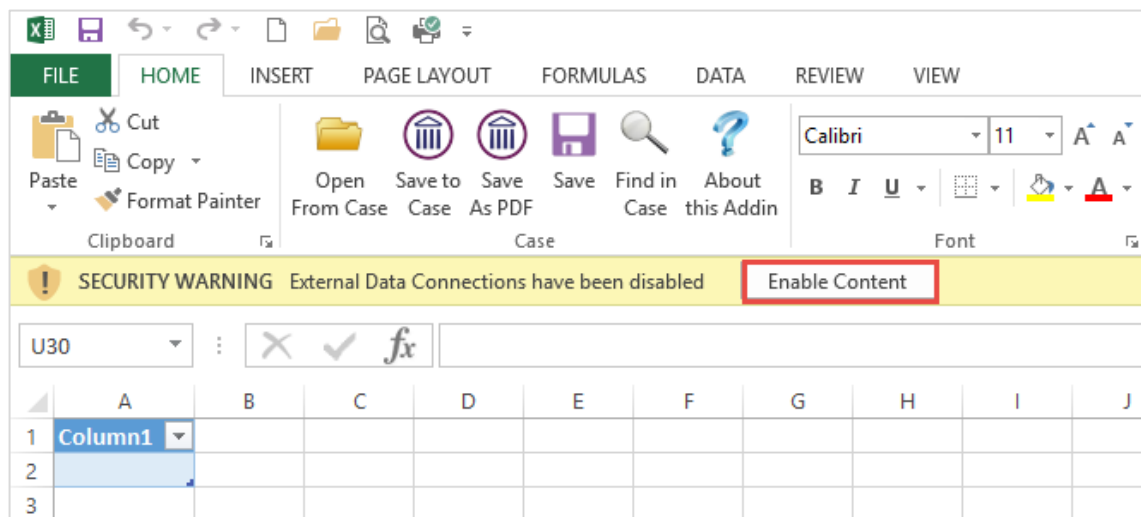 FILE HOME INSERT PAGE LAYOUT FORMULAS DATA REVIEW VIEW
Cut
Copy
Format Painter
Paste
Clipboard
Open From Case
Save to Case
Save As PDF
Save
Find in Case
About this Addin
Case
Calibri 11 A A
B I U A
Font
! SECURITY WARNING External Data Connections have been disabled Enable Content
U30 fx
A B C D E F G H I J
1 Column1
2
3